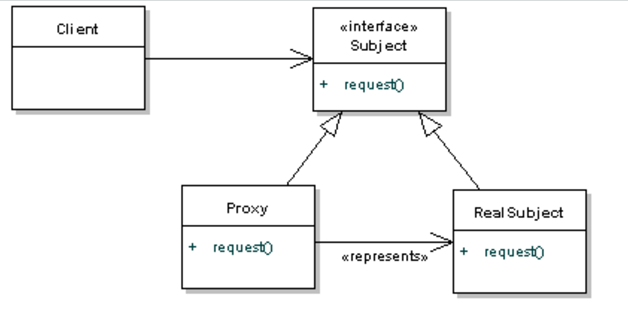 Client
«interface»
Subject
+ request()
Proxy
+ request()
«represents»
RealSubject
+ request()